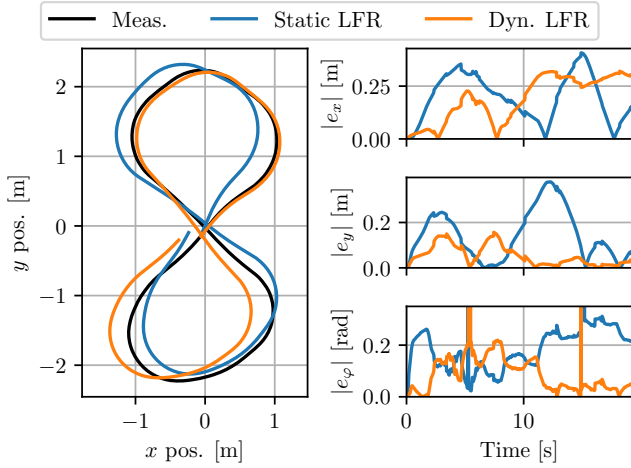 Meas. Static LFR Dyn. LFR
2
1
0
−1
−2
y pos. [m]
−1 0 1
x pos. [m]
|e_x| [m]
0.25
0.00
|e_y| [m]
0.2
0.0
|e_φ| [rad]
0.2
0.0
0 10
Time [s]